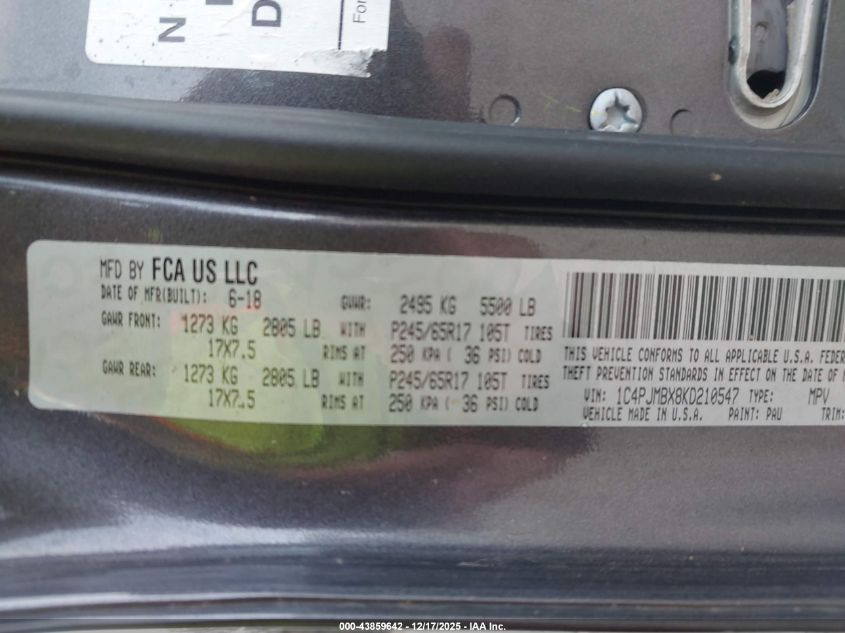 N
D
For
MFD BY FCA US LLC
DATE OF MFR(BUILT): 6-18 GVWR: 2495 KG 5500 LB
GAWR FRONT: 1273 KG 2805 LB WITH P245/65R17 105T TIRES
17X7.5 RIMS AT 250 KPA ( 36 PSI) COLD
GAWR REAR: 1273 KG 2805 LB WITH P245/65R17 105T TIRES
17X7.5 RIMS AT 250 KPA ( 36 PSI) COLD
THIS VEHICLE CONFORMS TO ALL APPLICABLE U.S.A. FEDER
THEFT PREVENTION STANDARDS IN EFFECT ON THE DATE OF
VIN: 1C4PJMBX8KD210547 TYPE: MPV
VEHICLE MADE IN U.S.A. PAINT: PAU TRIM:
000-43859642 - 12/17/2025 - IAA Inc.